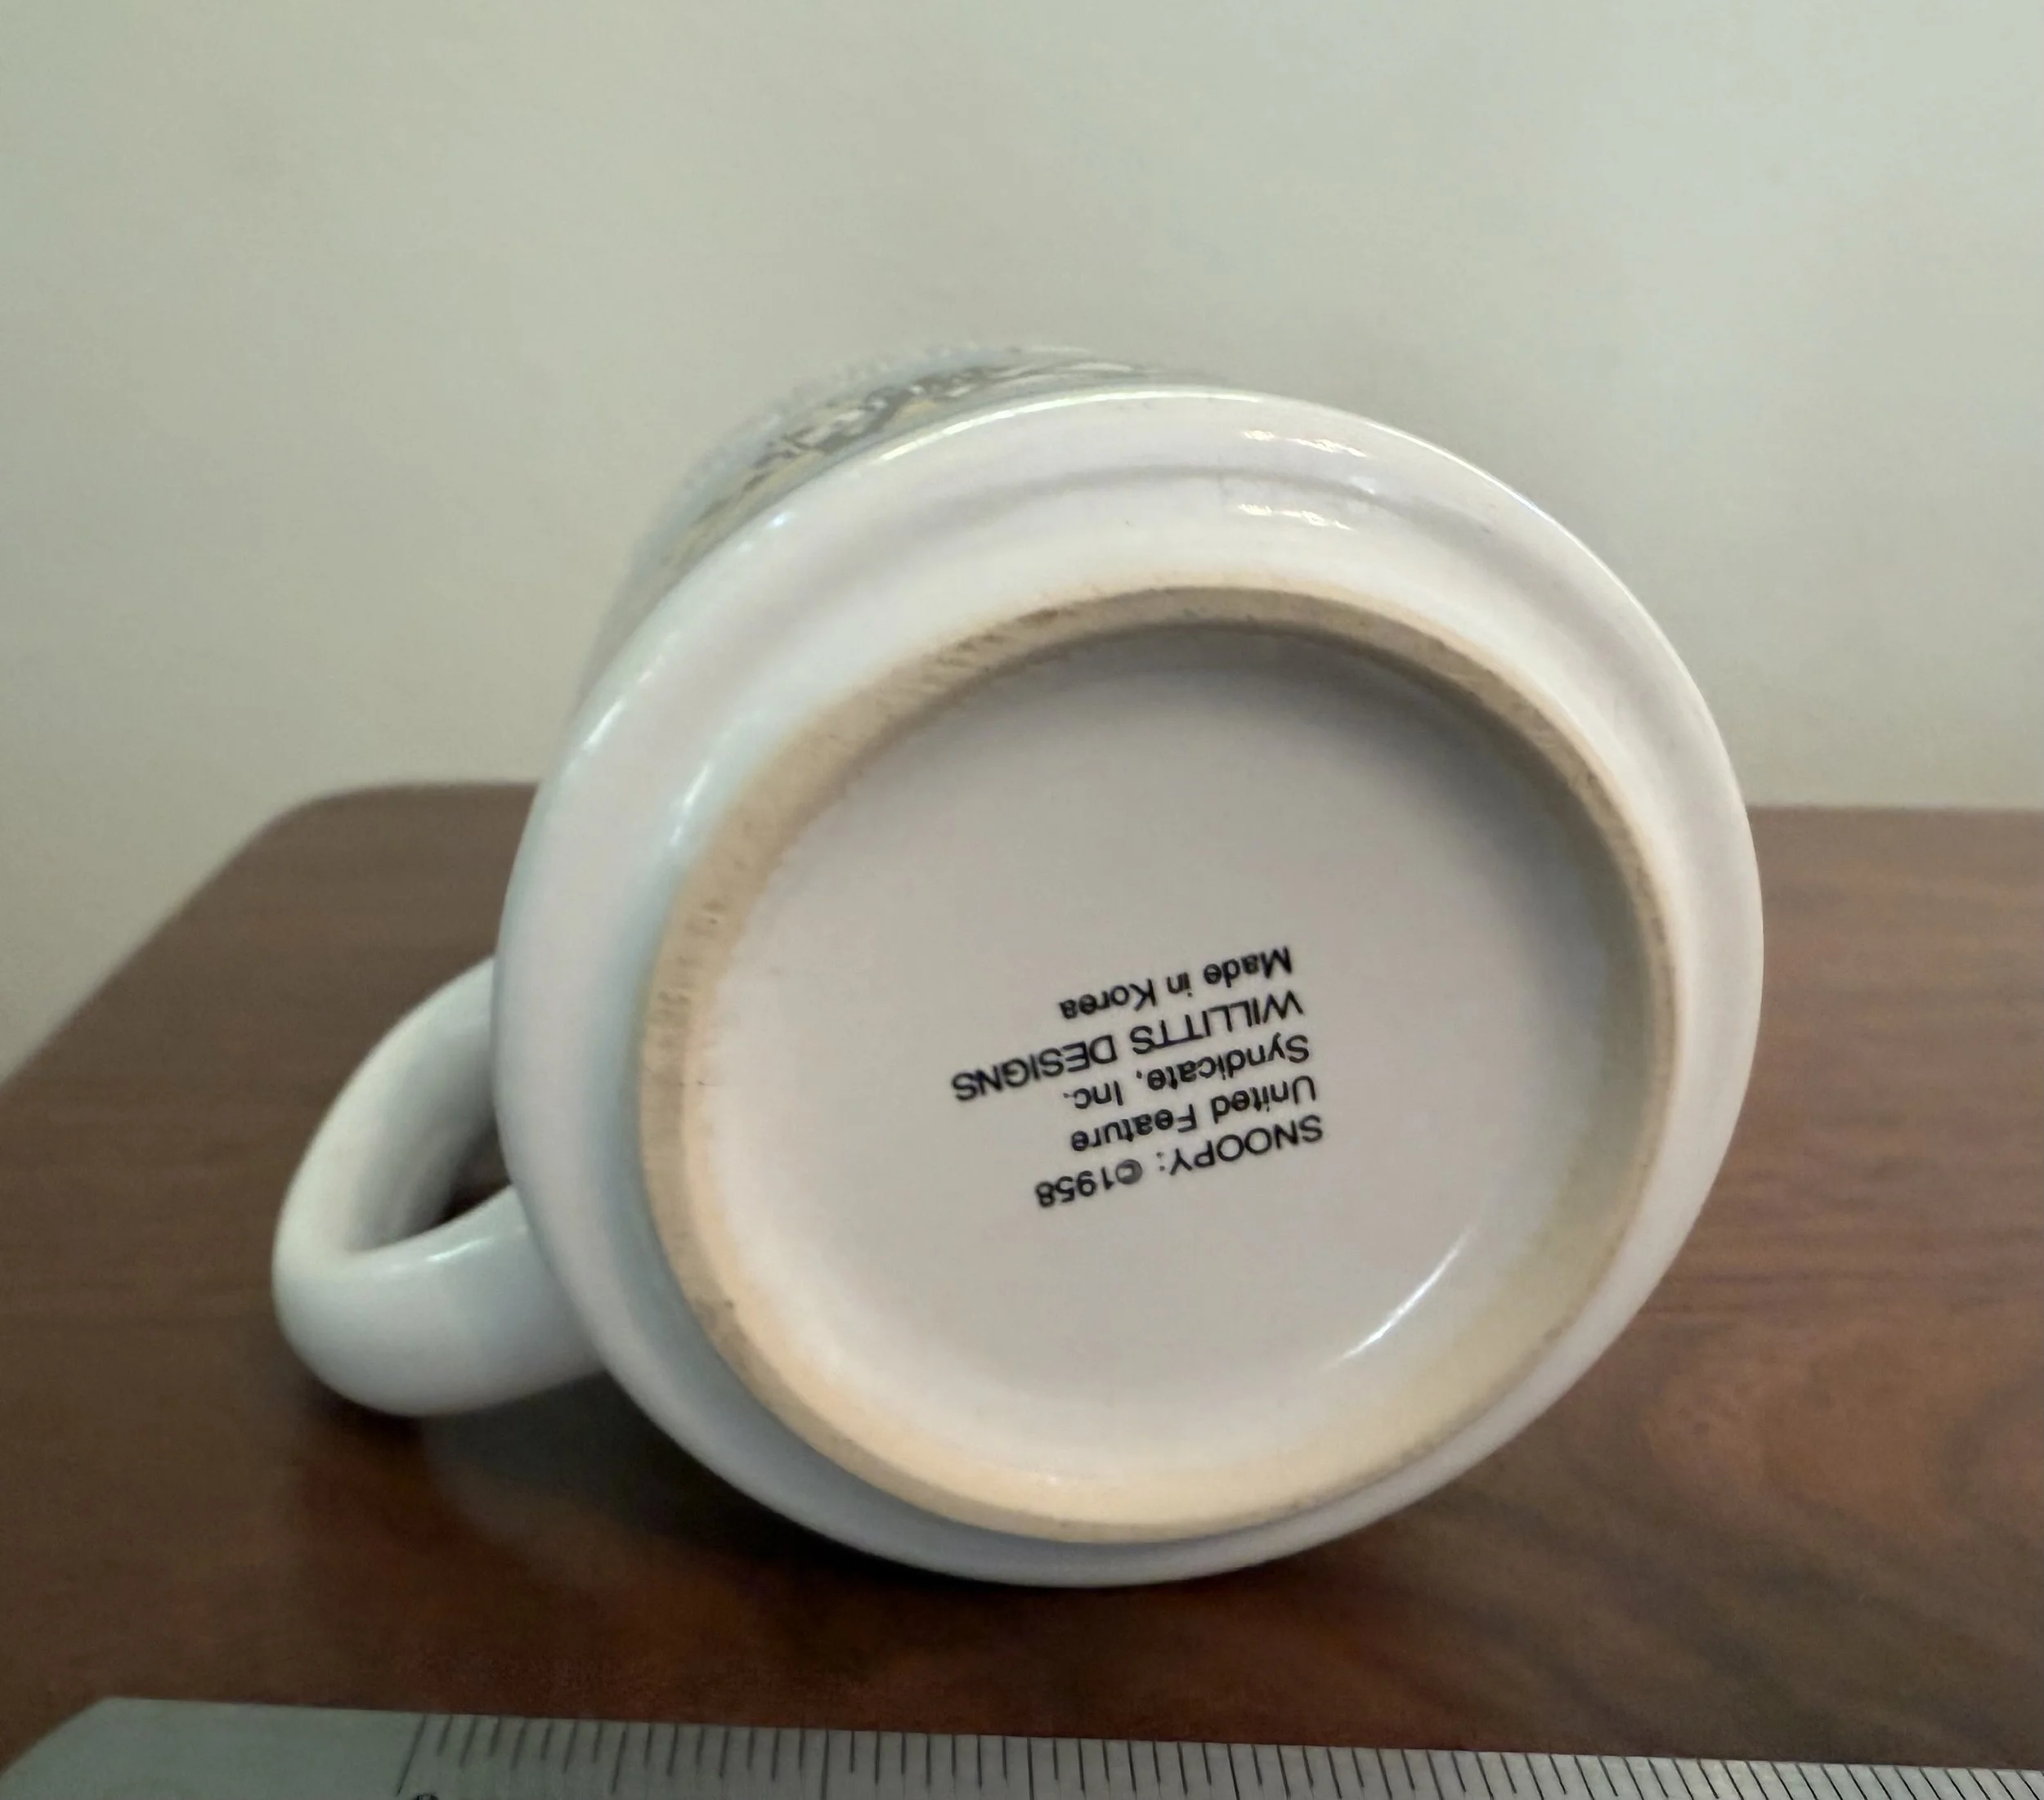 SNOOPY: ©1958
United Feature
Syndicate, Inc.
WILLITTS DESIGNS
Made in Korea